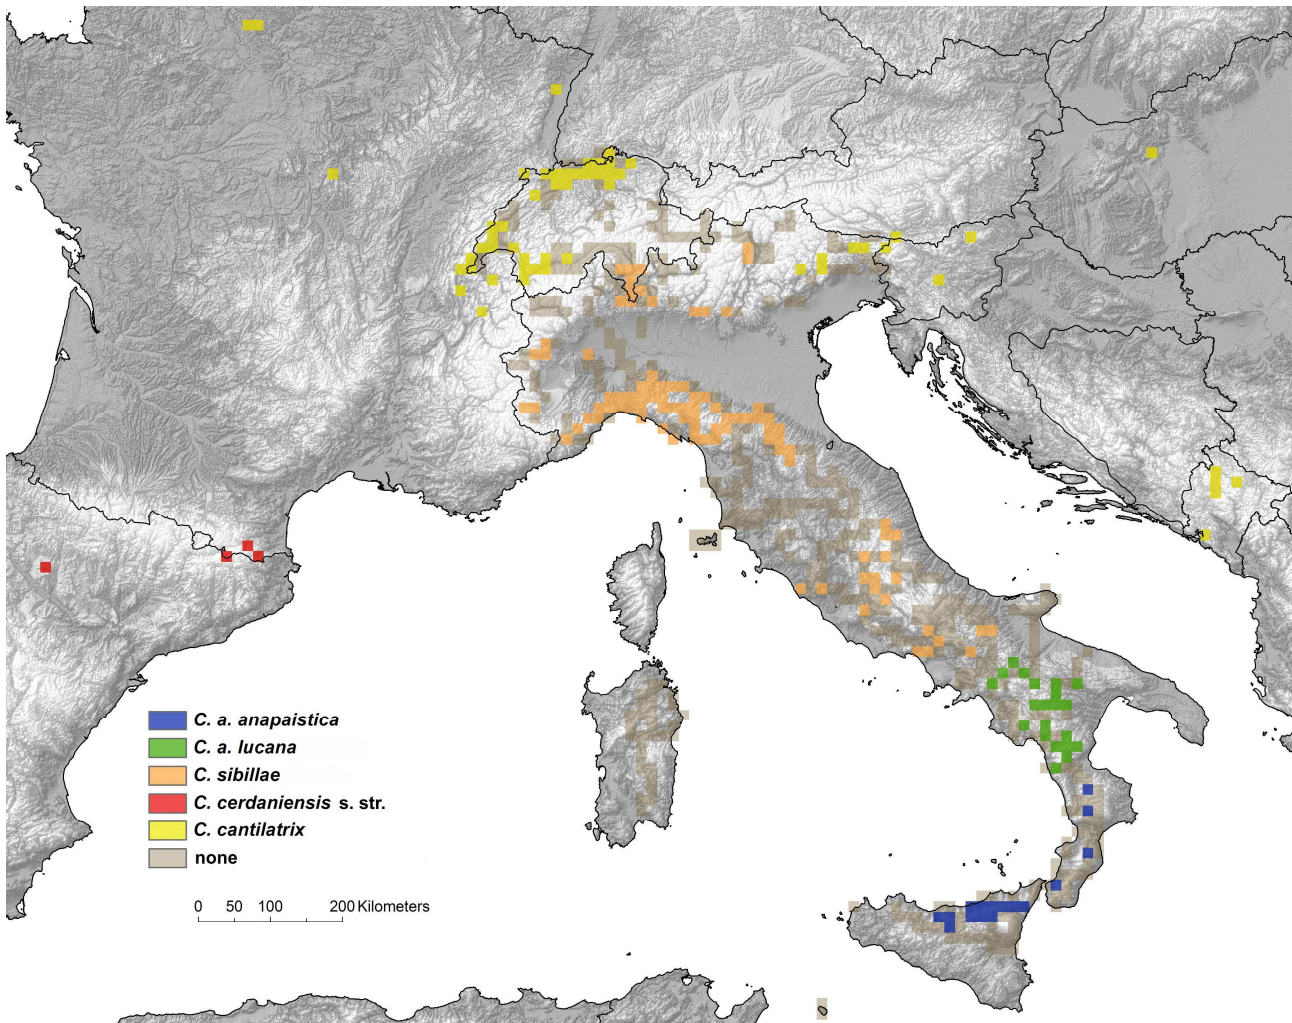 C. a. anapaistica
C. a. lucana
C. sibillae
C. cerdaniensis s. str.
C. cantilatrix
none
0 50 100 200 Kilometers